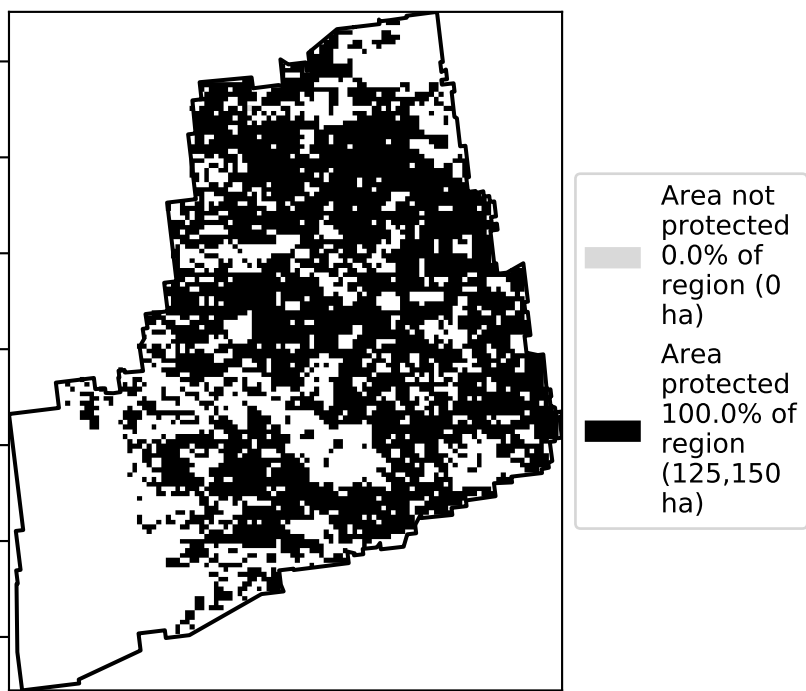 Area not
protected
0.0% of
region (0
ha)
Area
protected
100.0% of
region
(125,150
ha)